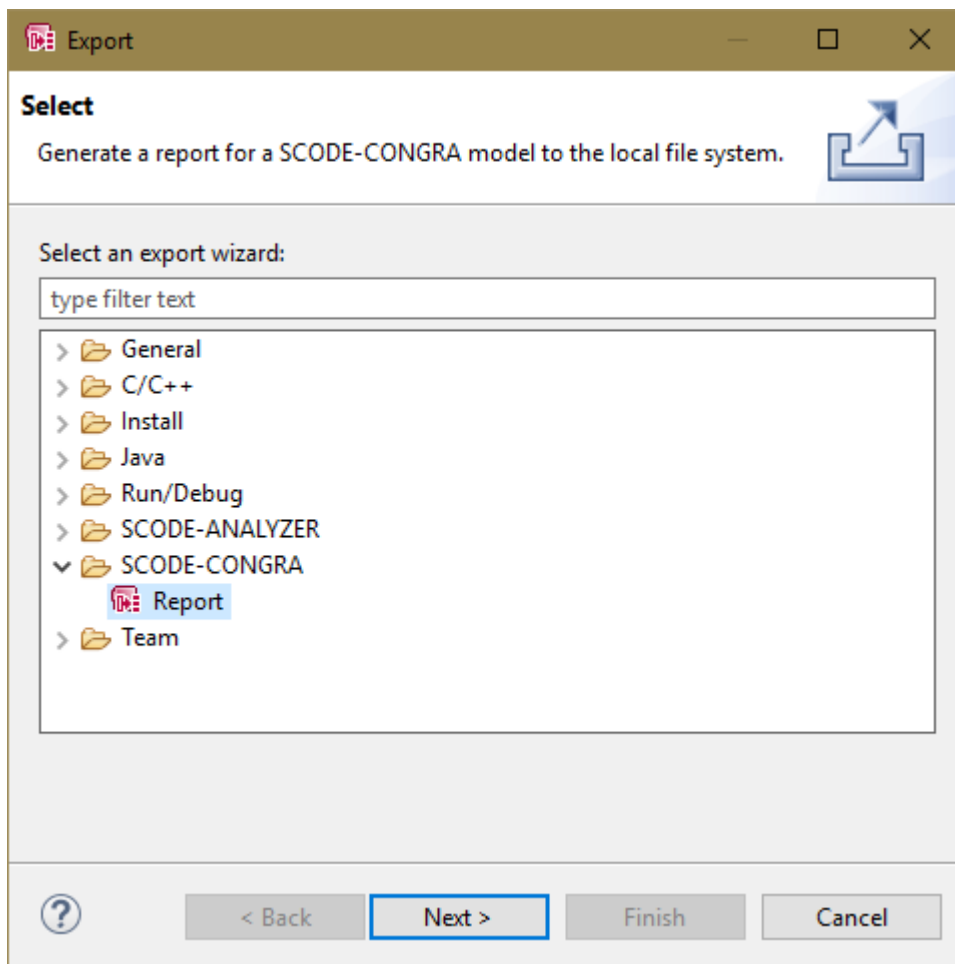 Export
Select
Generate a report for a SCODE-CONGRA model to the local file system.
Select an export wizard:
type filter text
General
C/C++
Install
Java
Run/Debug
SCODE-ANALYZER
SCODE-CONGRA
Report
Team
? < Back Next > Finish Cancel